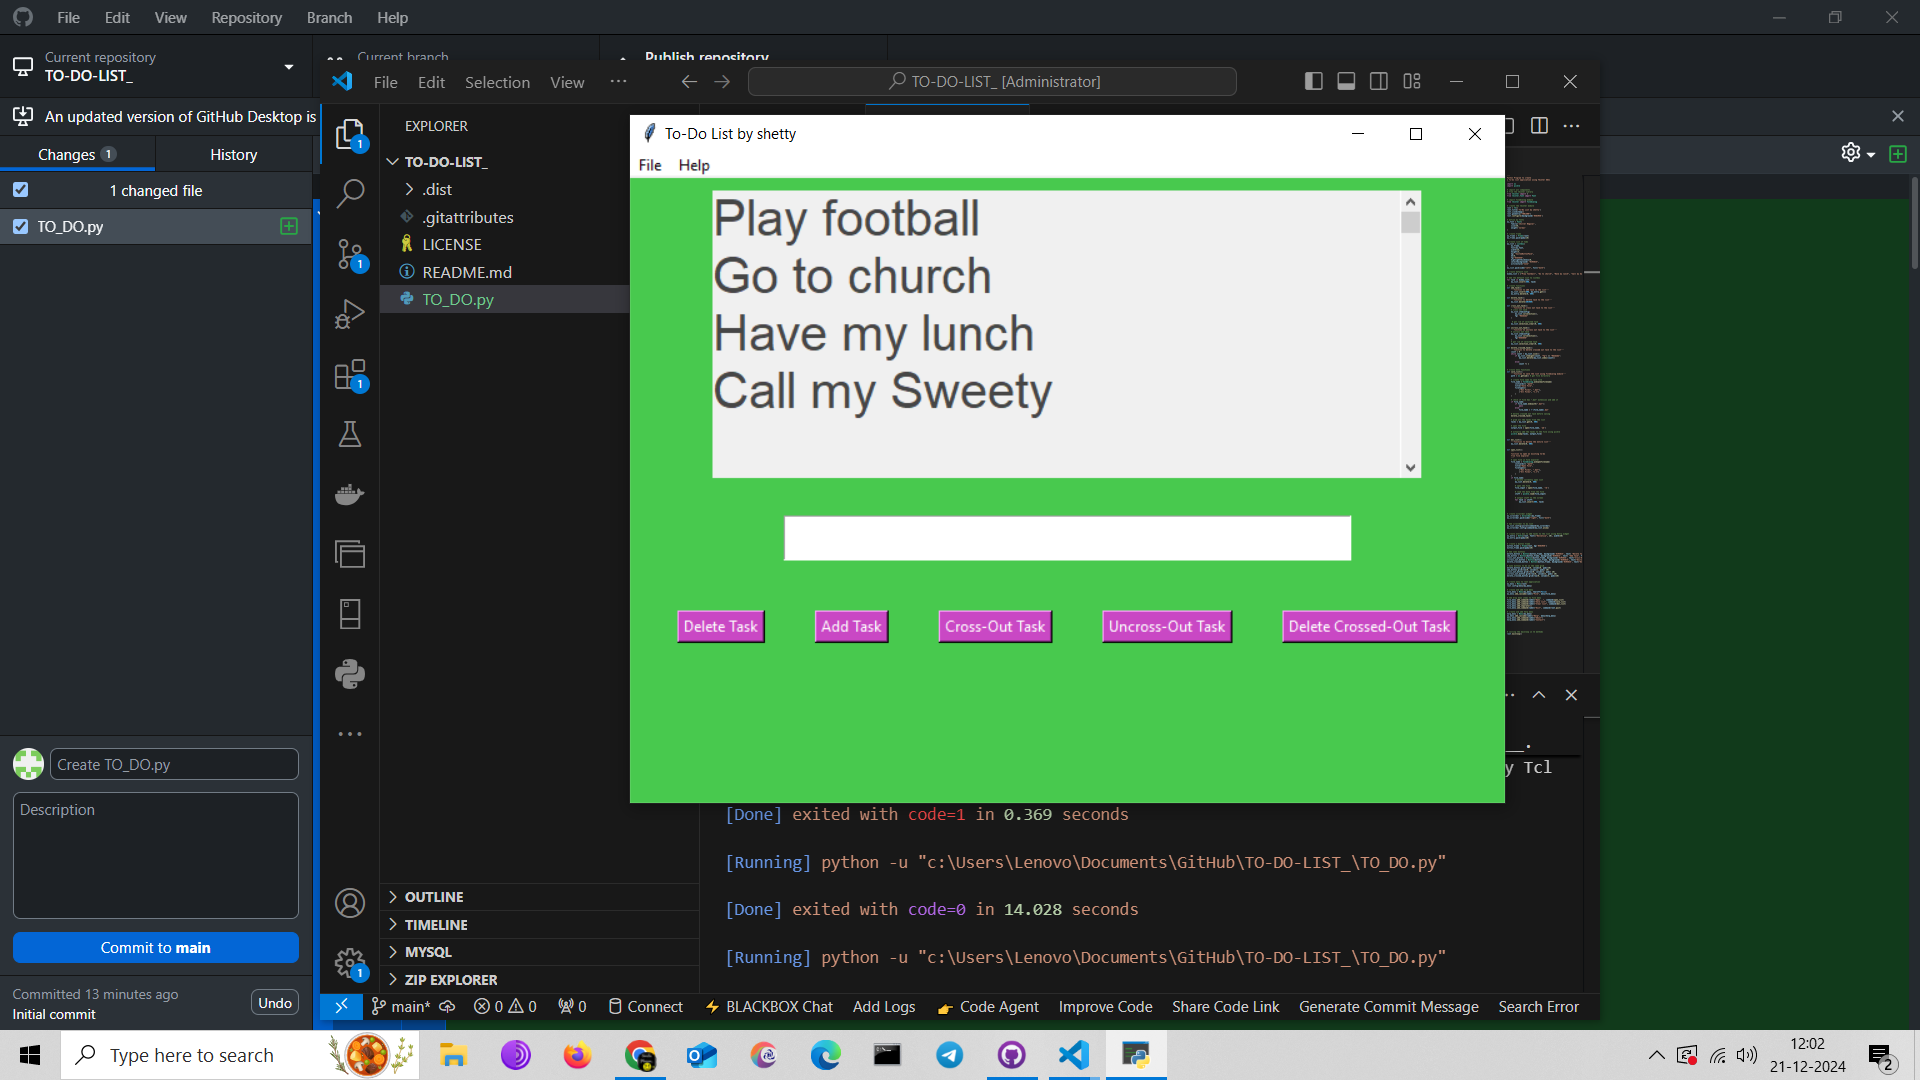 File Edit View Repository Branch Help
Current repository
TO-DO-LIST_
Current branch
Publish repository
An updated version of GitHub Desktop is
Changes 1
History
1 changed file
TO_DO.py
Create TO_DO.py
Description
Commit to main
Committed 13 minutes ago
Initial commit
Undo
File Edit Selection View ···
TO-DO-LIST_ [Administrator]
EXPLORER
TO-DO-LIST_
.dist
.gitattributes
LICENSE
README.md
TO_DO.py
1
1
1
1
OUTLINE
TIMELINE
MYSQL
ZIP EXPLORER
To-Do List by shetty
File Help
Play football
Go to church
Have my lunch
Call my Sweety
Delete Task
Add Task
Cross-Out Task
Uncross-Out Task
Delete Crossed-Out Task
__.
y Tcl
[Done] exited with code=1 in 0.369 seconds
[Running] python -u "c:\Users\Lenovo\Documents\GitHub\TO-DO-LIST_\TO_DO.py"
[Done] exited with code=0 in 14.028 seconds
[Running] python -u "c:\Users\Lenovo\Documents\GitHub\TO-DO-LIST_\TO_DO.py"
main* 0 0 0 Connect BLACKBOX Chat Add Logs Code Agent Improve Code Share Code Link Generate Commit Message Search Error
Type here to search
12:02
21-12-2024
2